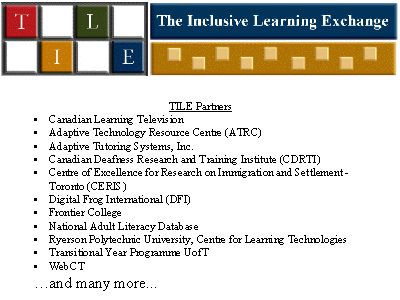 T L
I E
The Inclusive Learning Exchange
TILE Partners
• Canadian Learning Television
• Adaptive Technology Resource Centre (ATRC)
• Adaptive Tutoring Systems, Inc.
• Canadian Deafness Research and Training Institute (CDRTI)
• Centre of Excellence for Research on Immigration and Settlement -
Toronto (CERIS)
• Digital Frog International (DFI)
• Frontier College
• National Adult Literacy Database
• Ryerson Polytechnic University, Centre for Learning Technologies
• Transitional Year Programme UofT
• WebCT
…and many more...